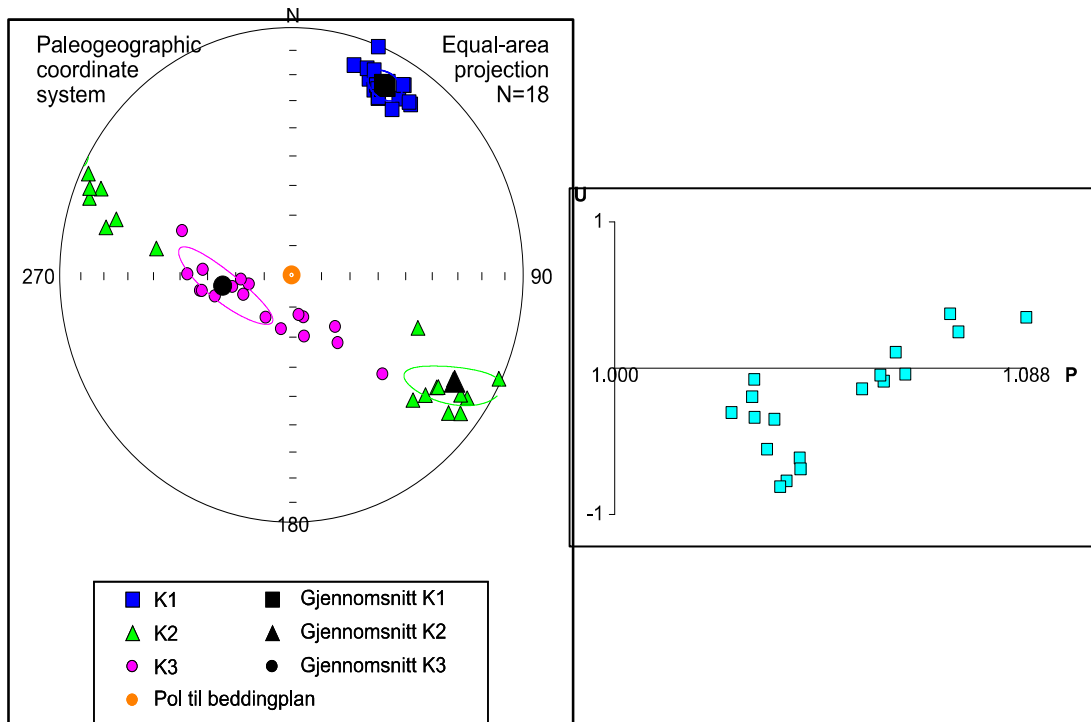 N
Paleogeographic
coordinate
system
Equal-area
projection
N=18
270
90
180
U
1
1.000
1.088
P
-1
K1
Gjennomsnitt K1
K2
Gjennomsnitt K2
K3
Gjennomsnitt K3
Pol til beddingplan